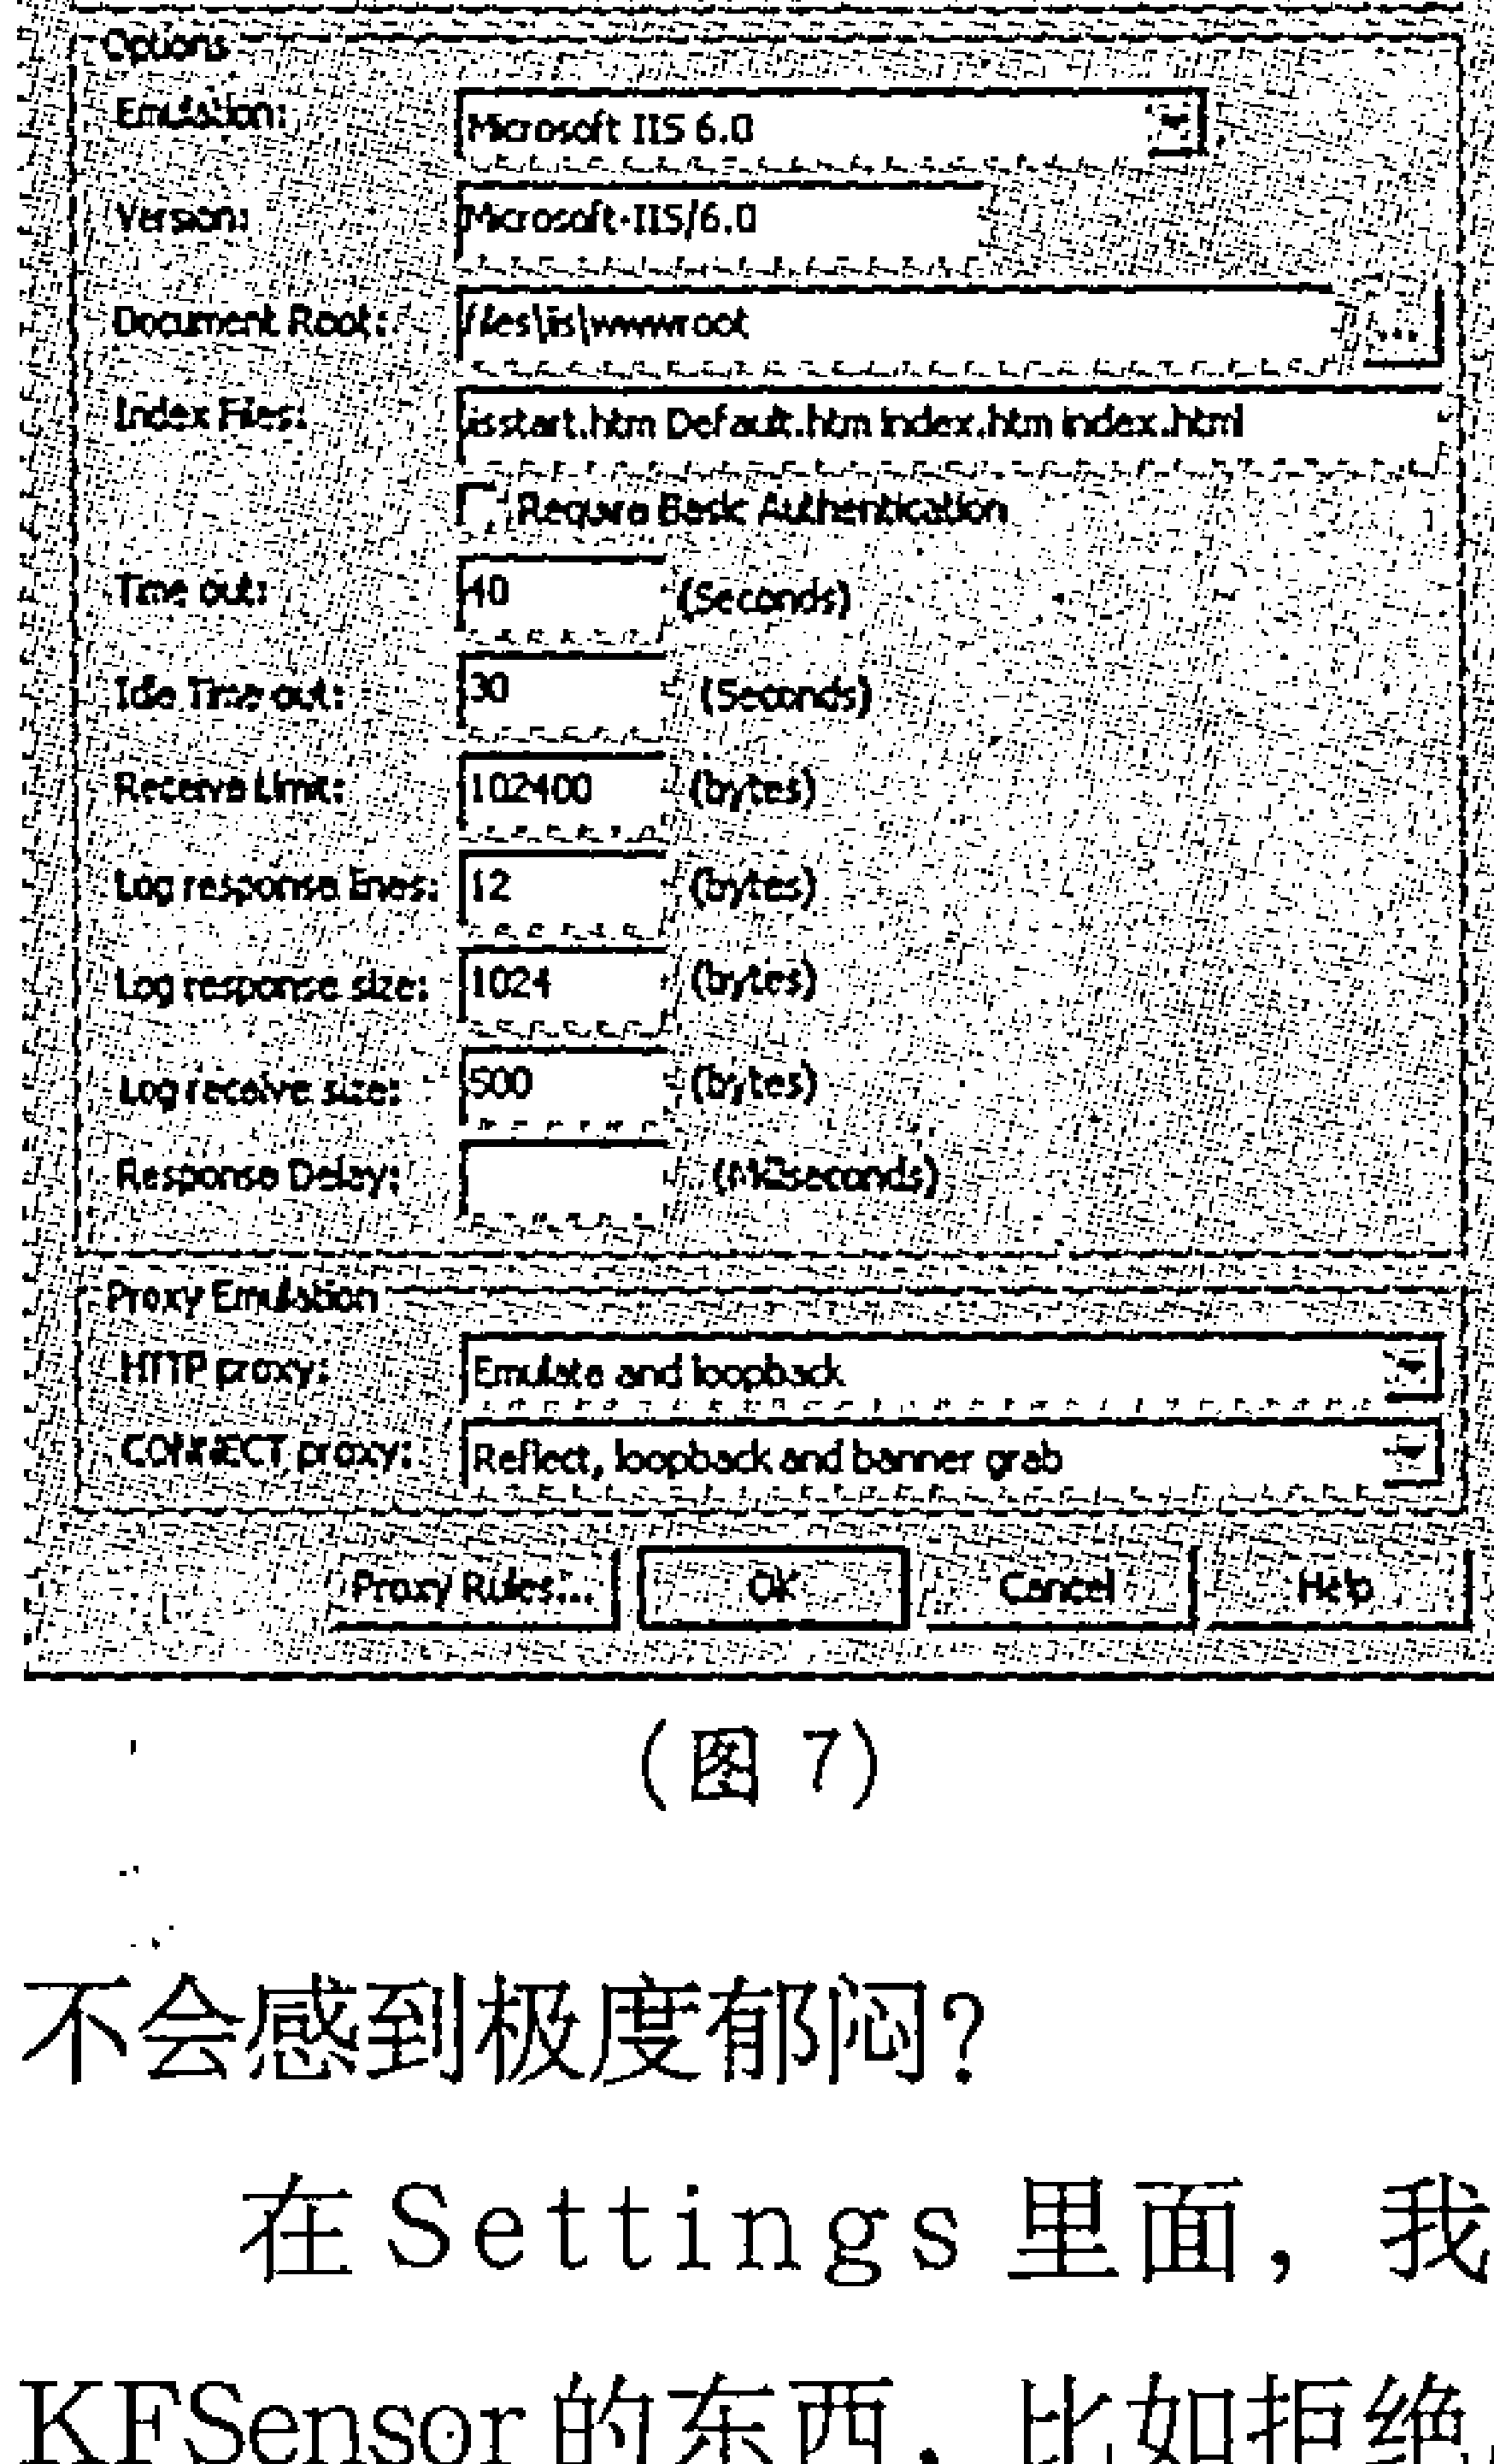 Options
Emulation: Microsoft IIS 6.0
Version: Microsoft-IIS/6.0
Document Root: /files\iis\wwwroot ...
Index Files: iisstart.htm Default.htm index.htm index.html
Require Basic Authentication
Time out: 40 (Seconds)
Idle Time out: 30 (Seconds)
Receive Limit: 102400 (bytes)
Log response lines: 12 (bytes)
Log response size: 1024 (bytes)
Log receive size: 500 (bytes)
Response Delay: (Milliseconds)
Proxy Emulation
HTTP proxy: Emulate and loopback
CONNECT proxy: Reflect, loopback and banner grab
Proxy Rules... OK Cancel Help
(图 7)
不会感到极度郁闷?
在 Settings 里面，我
KFSensor 的东西，比如拒绝